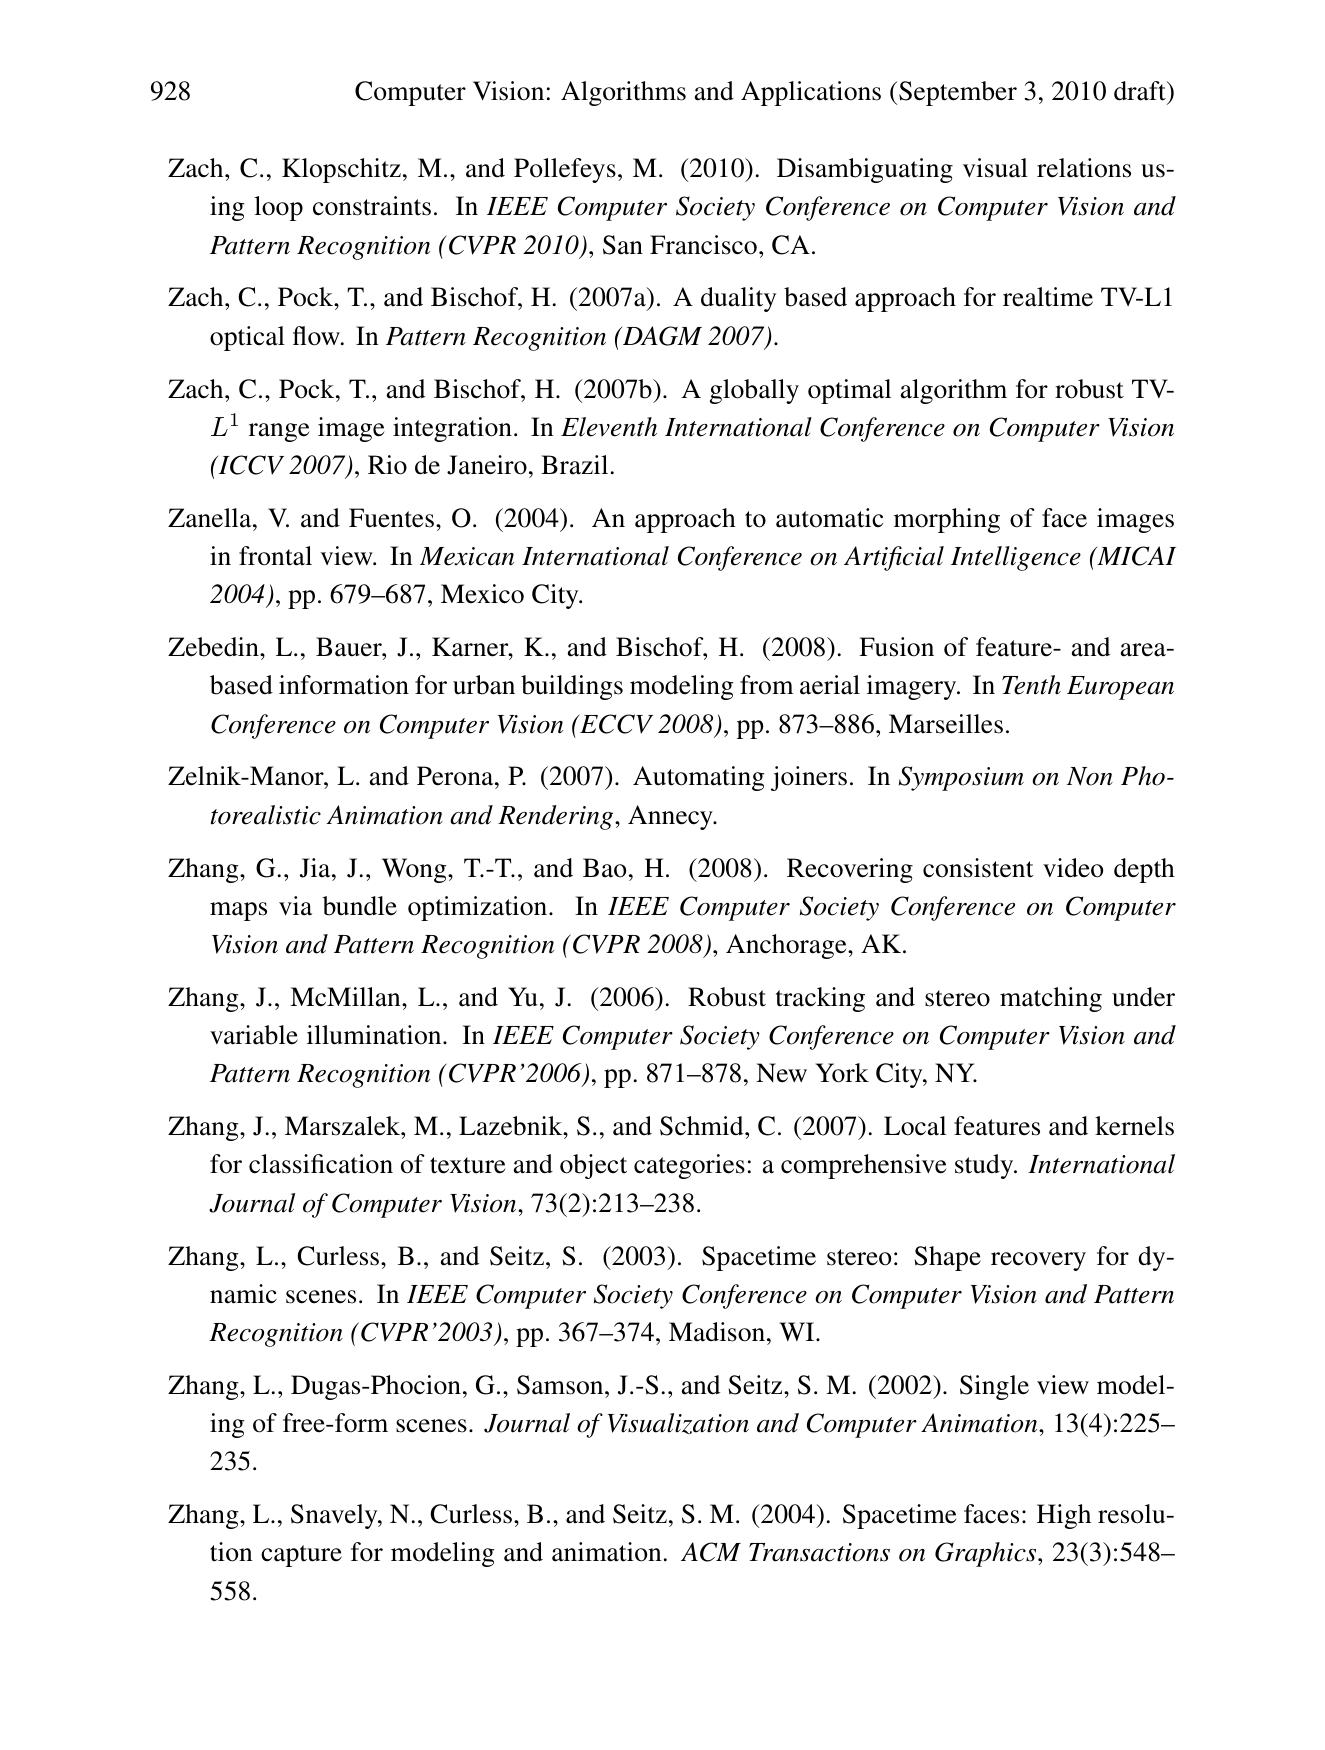 928 Computer Vision: Algorithms and Applications (September 3, 2010 draft)
Zach, C., Klopschitz, M., and Pollefeys, M. (2010). Disambiguating visual relations us-
ing loop constraints. In IEEE Computer Society Conference on Computer Vision and
Pattern Recognition (CVPR 2010), San Francisco, CA.
Zach, C., Pock, T., and Bischof, H. (2007a). A duality based approach for realtime TV-L1
optical flow. In Pattern Recognition (DAGM 2007).
Zach, C., Pock, T., and Bischof, H. (2007b). A globally optimal algorithm for robust TV-
L¹ range image integration. In Eleventh International Conference on Computer Vision
(ICCV 2007), Rio de Janeiro, Brazil.
Zanella, V. and Fuentes, O. (2004). An approach to automatic morphing of face images
in frontal view. In Mexican International Conference on Artificial Intelligence (MICAI
2004), pp. 679–687, Mexico City.
Zebedin, L., Bauer, J., Karner, K., and Bischof, H. (2008). Fusion of feature- and area-
based information for urban buildings modeling from aerial imagery. In Tenth European
Conference on Computer Vision (ECCV 2008), pp. 873–886, Marseilles.
Zelnik-Manor, L. and Perona, P. (2007). Automating joiners. In Symposium on Non Pho-
torealistic Animation and Rendering, Annecy.
Zhang, G., Jia, J., Wong, T.-T., and Bao, H. (2008). Recovering consistent video depth
maps via bundle optimization. In IEEE Computer Society Conference on Computer
Vision and Pattern Recognition (CVPR 2008), Anchorage, AK.
Zhang, J., McMillan, L., and Yu, J. (2006). Robust tracking and stereo matching under
variable illumination. In IEEE Computer Society Conference on Computer Vision and
Pattern Recognition (CVPR’2006), pp. 871–878, New York City, NY.
Zhang, J., Marszalek, M., Lazebnik, S., and Schmid, C. (2007). Local features and kernels
for classification of texture and object categories: a comprehensive study. International
Journal of Computer Vision, 73(2):213–238.
Zhang, L., Curless, B., and Seitz, S. (2003). Spacetime stereo: Shape recovery for dy-
namic scenes. In IEEE Computer Society Conference on Computer Vision and Pattern
Recognition (CVPR’2003), pp. 367–374, Madison, WI.
Zhang, L., Dugas-Phocion, G., Samson, J.-S., and Seitz, S. M. (2002). Single view model-
ing of free-form scenes. Journal of Visualization and Computer Animation, 13(4):225–
235.
Zhang, L., Snavely, N., Curless, B., and Seitz, S. M. (2004). Spacetime faces: High resolu-
tion capture for modeling and animation. ACM Transactions on Graphics, 23(3):548–
558.